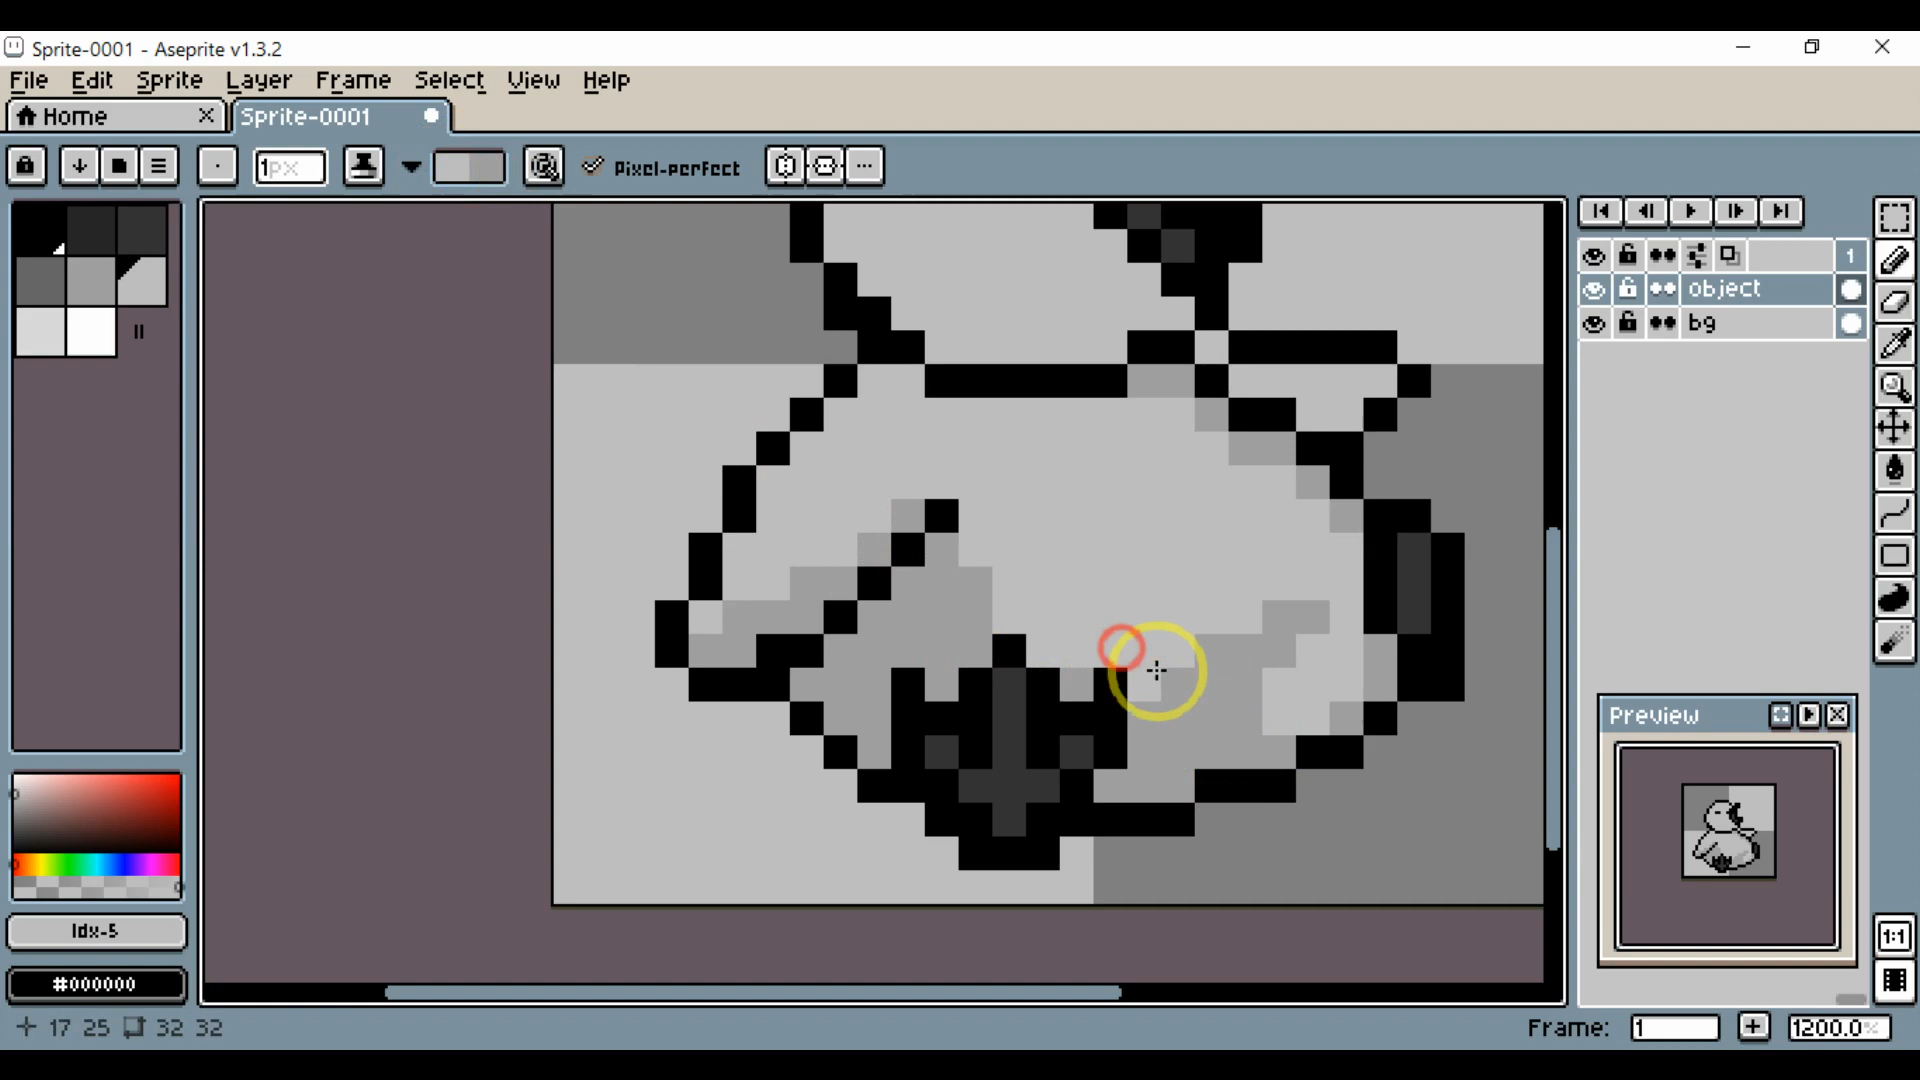 Sprite-0001 - Aseprite v1.3.2
File Edit Sprite Layer Frame Select View Help
Home Sprite-0001
1px Pixel-perfect
1
object
bg
Preview
Idx-5
#000000
1:1
17 25 32 32
Frame: 1 1200.0%